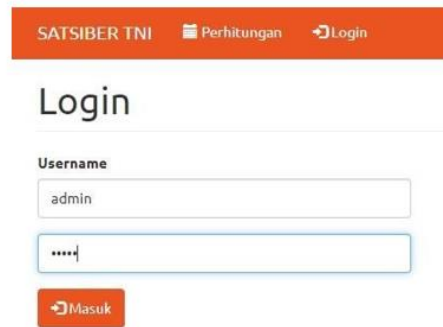 SATSIBER TNI Perhitungan Login
Login
Username
admin
•••••
Masuk